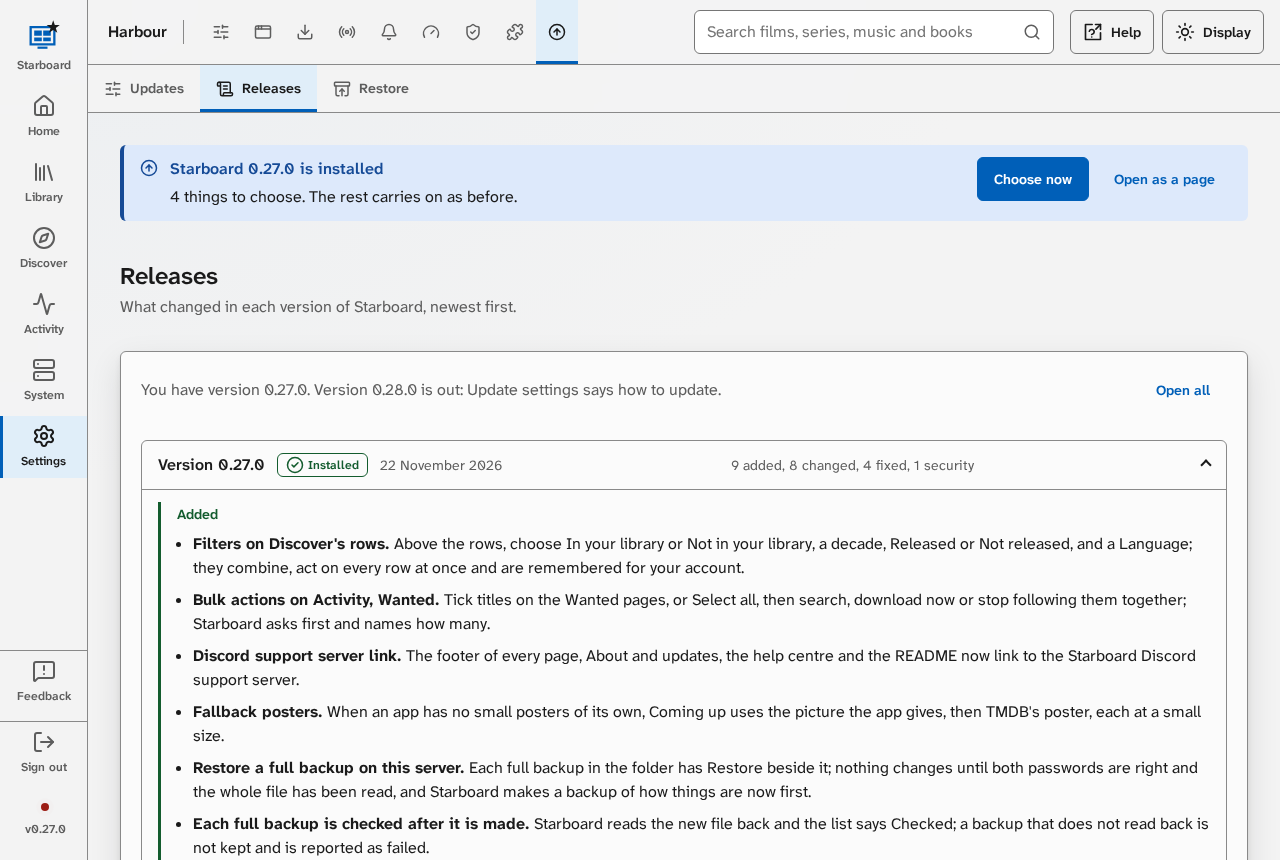 Starboard
Home
Library
Discover
Activity
System
Settings
Feedback
Sign out
v0.27.0
Harbour
Search films, series, music and books
Help
Display
Updates
Releases
Restore
Starboard 0.27.0 is installed
4 things to choose. The rest carries on as before.
Choose now
Open as a page
Releases
What changed in each version of Starboard, newest first.
You have version 0.27.0. Version 0.28.0 is out: Update settings says how to update.
Open all
Version 0.27.0
Installed
22 November 2026
9 added, 8 changed, 4 fixed, 1 security
Added
Filters on Discover's rows. Above the rows, choose In your library or Not in your library, a decade, Released or Not released, and a Language;
they combine, act on every row at once and are remembered for your account.
Bulk actions on Activity, Wanted. Tick titles on the Wanted pages, or Select all, then search, download now or stop following them together;
Starboard asks first and names how many.
Discord support server link. The footer of every page, About and updates, the help centre and the README now link to the Starboard Discord
support server.
Fallback posters. When an app has no small posters of its own, Coming up uses the picture the app gives, then TMDB's poster, each at a small
size.
Restore a full backup on this server. Each full backup in the folder has Restore beside it; nothing changes until both passwords are right and
the whole file has been read, and Starboard makes a backup of how things are now first.
Each full backup is checked after it is made. Starboard reads the new file back and the list says Checked; a backup that does not read back is
not kept and is reported as failed.